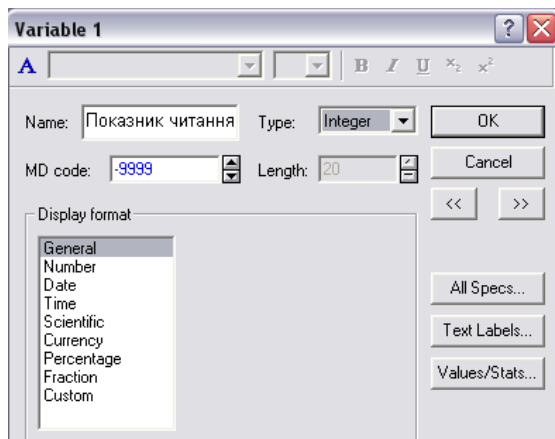 Variable 1
A B I U x₂ x²
Name: Показник читання Type: Integer OK
MD code: -9999 Length: 20 Cancel
<< >>
Display format
General
Number
Date
Time
Scientific
Currency
Percentage
Fraction
Custom
All Specs...
Text Labels...
Values/Stats...